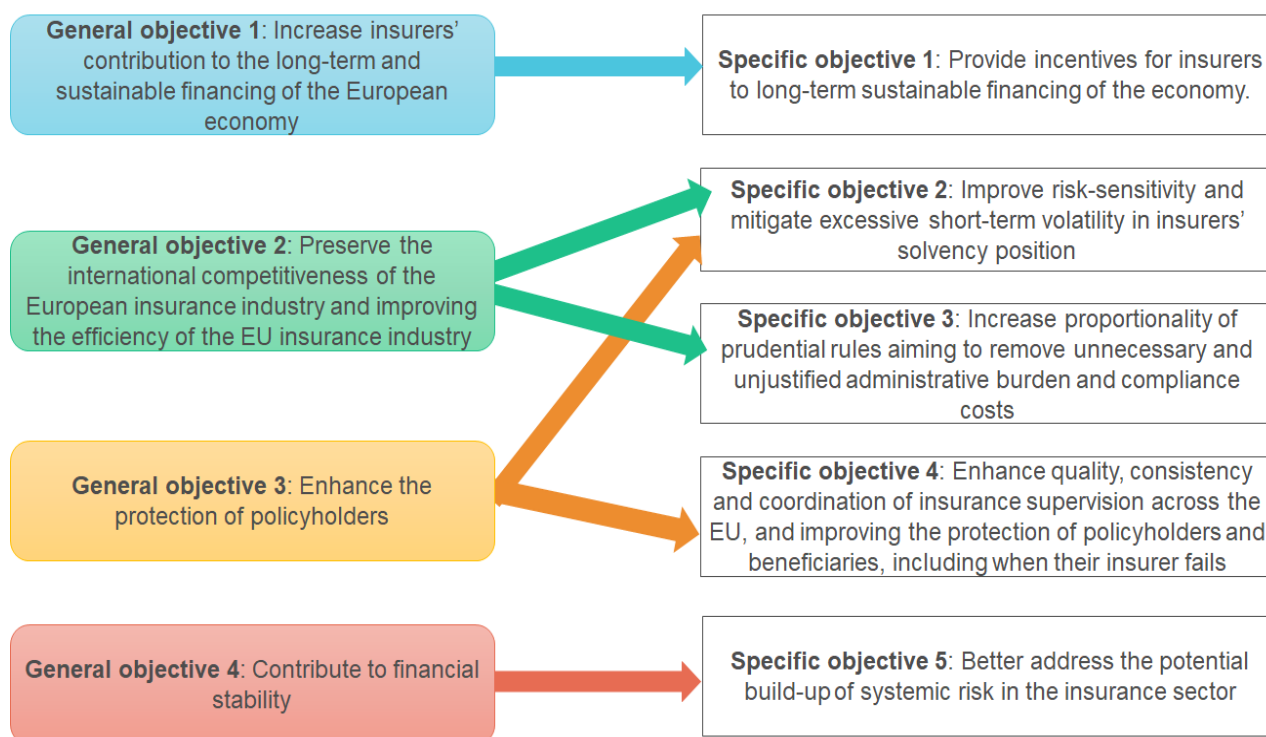 General objective 1: Increase insurers’
contribution to the long-term and
sustainable financing of the European
economy
Specific objective 1: Provide incentives for insurers
to long-term sustainable financing of the economy.
General objective 2: Preserve the
international competitiveness of the
European insurance industry and improving
the efficiency of the EU insurance industry
Specific objective 2: Improve risk-sensitivity and
mitigate excessive short-term volatility in insurers’
solvency position
Specific objective 3: Increase proportionality of
prudential rules aiming to remove unnecessary and
unjustified administrative burden and compliance
costs
General objective 3: Enhance the
protection of policyholders
Specific objective 4: Enhance quality, consistency
and coordination of insurance supervision across the
EU, and improving the protection of policyholders and
beneficiaries, including when their insurer fails
General objective 4: Contribute to financial
stability
Specific objective 5: Better address the potential
build-up of systemic risk in the insurance sector